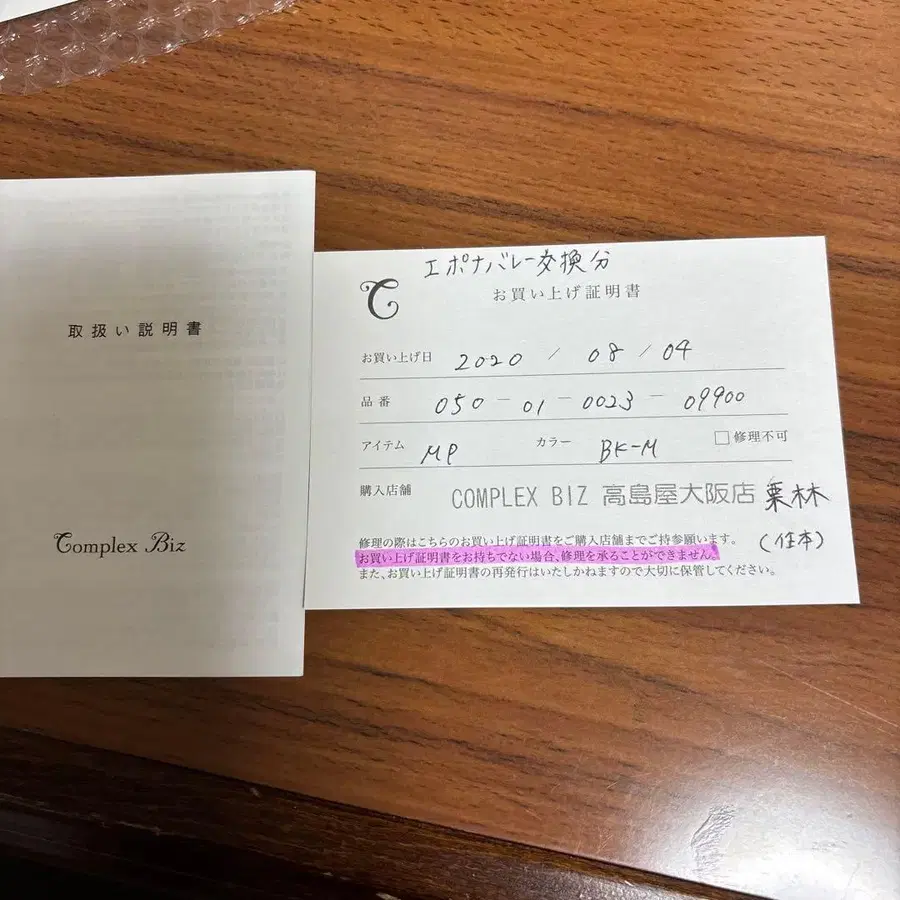 取扱い説明書
Complex Biz
エポナバレー交換分
お買い上げ証明書
お買い上げ日 2020 / 08 / 04
品番 050 - 01 - 0023 - 09900
アイテム MP カラー BK-M □修理不可
購入店舗 COMPLEX BIZ 高島屋大阪店 栗林
(住本)
修理の際はこちらのお買い上げ証明書をご購入店舗までご持参願います。
お買い上げ証明書をお持ちでない場合、修理を承ることができません。
また、お買い上げ証明書の再発行はいたしかねますので大切に保管してください。